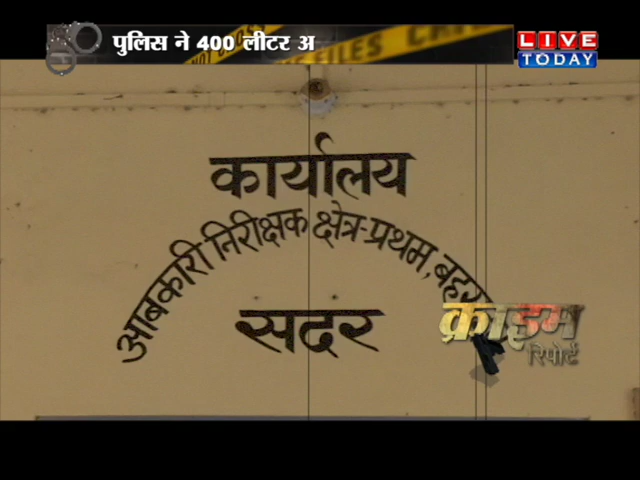 पुलिस ने 400 लीटर अ
LIVE
TODAY
कार्यालय
आबकारी निरीक्षक क्षेत्र-प्रथम,
सदर
क्राइम
रिपोर्ट